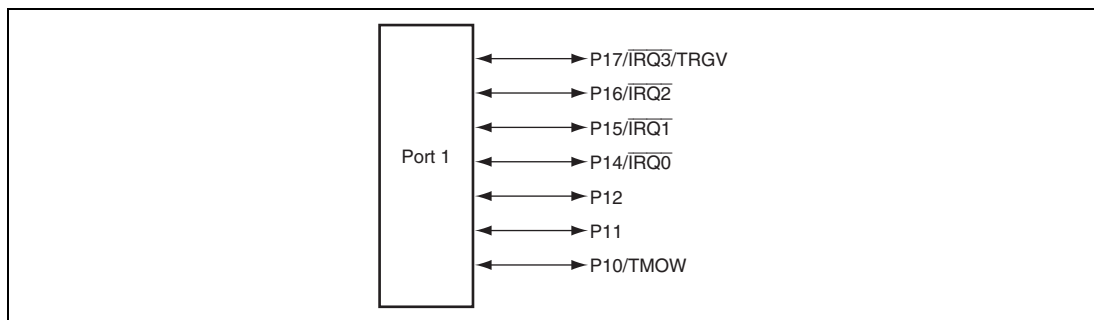 Port 1
P17/IRQ3/TRGV
P16/IRQ2
P15/IRQ1
P14/IRQ0
P12
P11
P10/TMOW